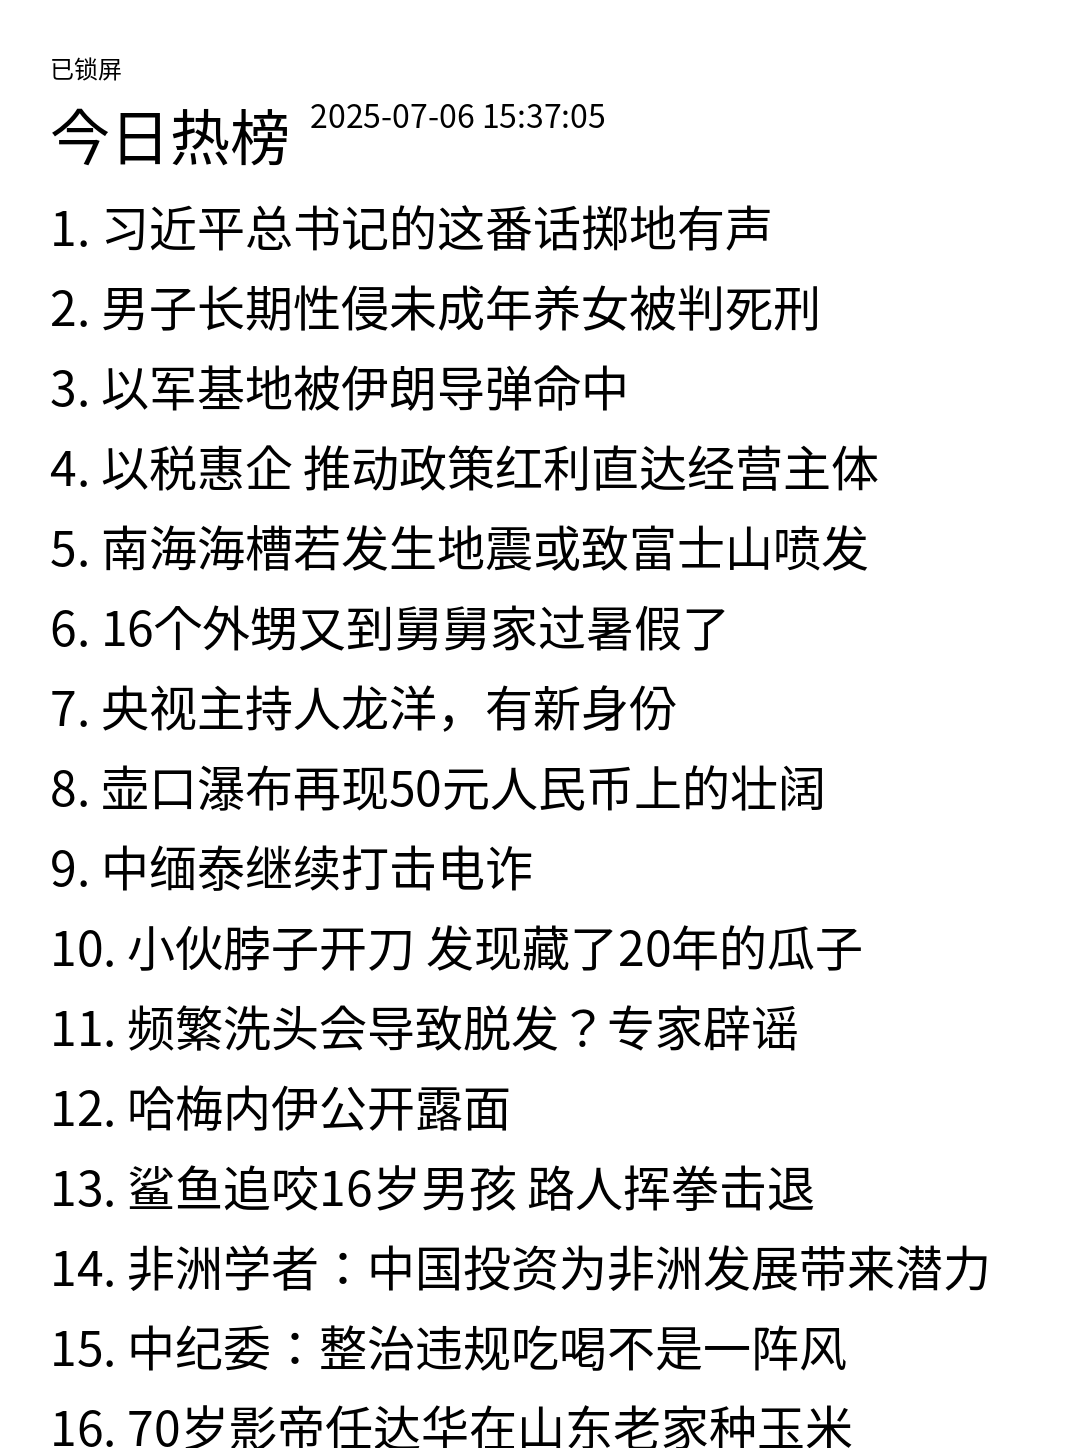 已锁屏
今日热榜 2025-07-06 15:37:05
1. 习近平总书记的这番话掷地有声
2. 男子长期性侵未成年养女被判死刑
3. 以军基地被伊朗导弹命中
4. 以税惠企 推动政策红利直达经营主体
5. 南海海槽若发生地震或致富士山喷发
6. 16个外甥又到舅舅家过暑假了
7. 央视主持人龙洋，有新身份
8. 壶口瀑布再现50元人民币上的壮阔
9. 中缅泰继续打击电诈
10. 小伙脖子开刀 发现藏了20年的瓜子
11. 频繁洗头会导致脱发？专家辟谣
12. 哈梅内伊公开露面
13. 鲨鱼追咬16岁男孩 路人挥拳击退
14. 非洲学者：中国投资为非洲发展带来潜力
15. 中纪委：整治违规吃喝不是一阵风
16. 70岁影帝任达华在山东老家种玉米